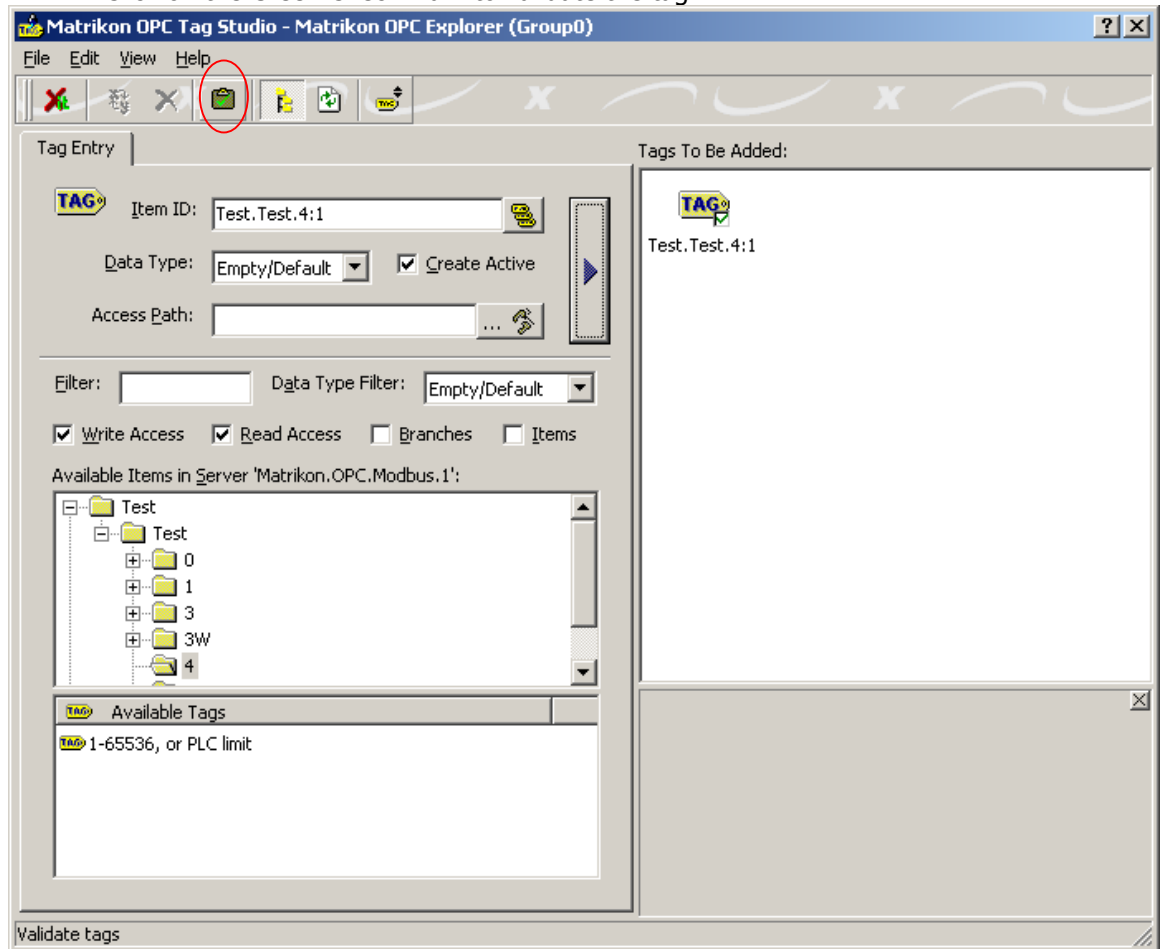 Matrikon OPC Tag Studio - Matrikon OPC Explorer (Group0)
File Edit View Help
Tag Entry
Tags To Be Added:
TAG
Item ID: Test.Test.4:1
TAG
Test.Test.4:1
Data Type: Empty/Default Create Active
Access Path: ...
Filter: Data Type Filter: Empty/Default
Write Access Read Access Branches Items
Available Items in Server 'Matrikon.OPC.Modbus.1':
Test
Test
0
1
3
3W
4
TAG Available Tags
TAG 1-65536, or PLC limit
Validate tags